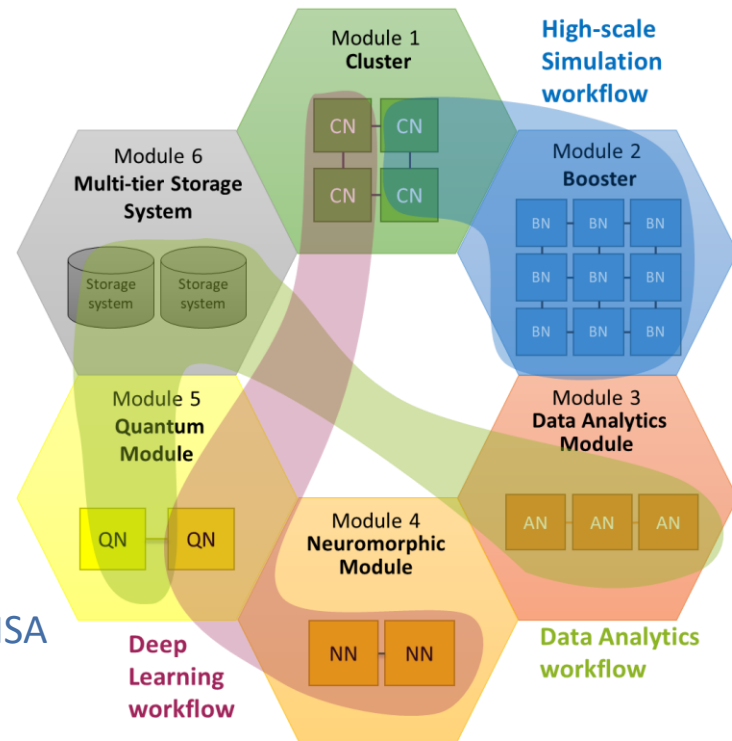 Module 1
Cluster
CN CN
CN CN
High-scale
Simulation
workflow
Module 6
Multi-tier Storage
System
Storage system
Storage system
Module 2
Booster
BN BN BN
BN BN BN
BN BN BN
Module 5
Quantum
Module
QN QN
Module 3
Data Analytics
Module
AN AN AN
Module 4
Neuromorphic
Module
NN NN
Deep
Learning
workflow
Data Analytics
workflow